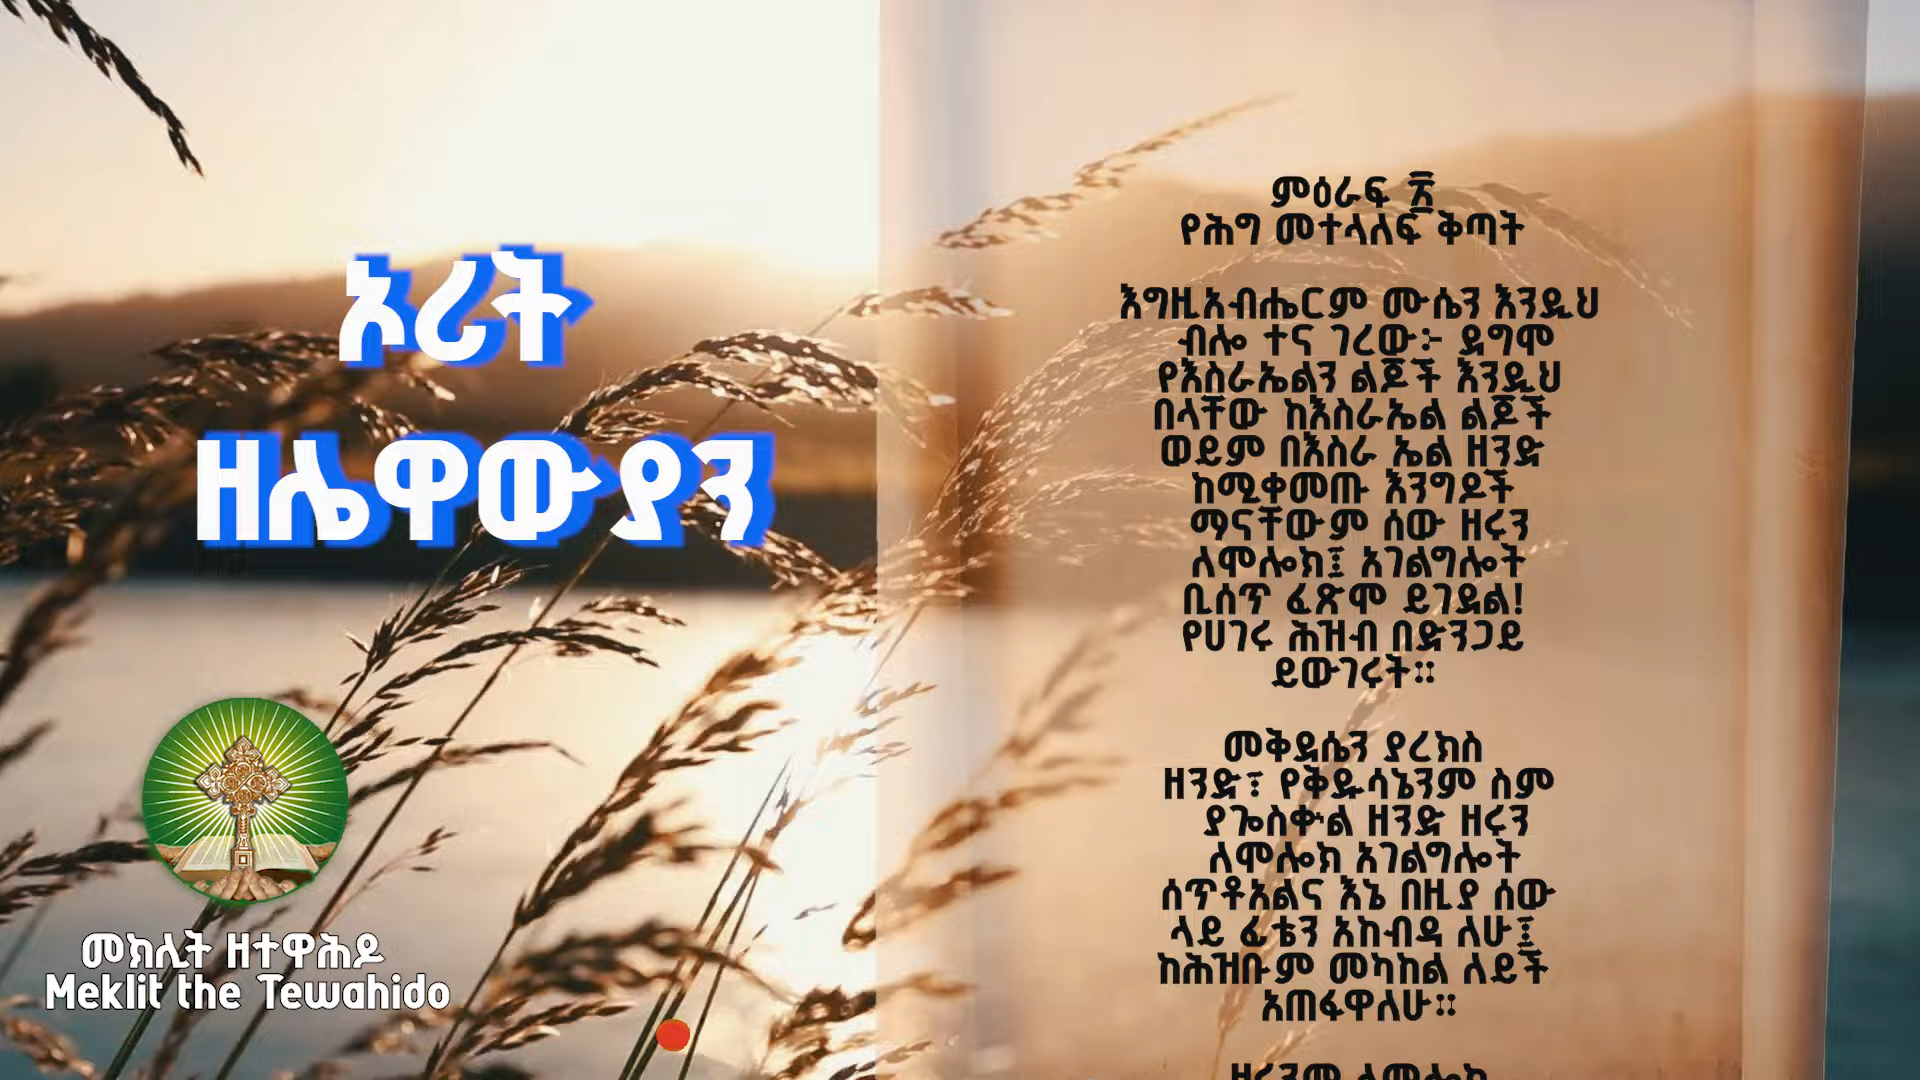 ኦሪት
ዘሌዋውያን
መክሊት ዘተዋሕዶ
Meklit the Tewahido
ምዕራፍ ፳
የሕግ መተላለፍ ቅጣት
እግዚአብሔርም ሙሴን እንዲህ
ብሎ ተና ገረው፦ ደግሞ
የእስራኤልን ልጆች እንዲህ
በላቸው ከእስራኤል ልጆች
ወይም በእስራ ኤል ዘንድ
ከሚቀመጡ እንግዶች
ማናቸውም ሰው ዘሩን
ለሞሎክ፤ አገልግሎት
ቢሰጥ ፈጽሞ ይገደል!
የሀገሩ ሕዝብ በድንጋይ
ይውገሩት።
መቅደሴን ያረክስ
ዘንድ፣ የቅዱሳኔንም ስም
ያጐስቍል ዘንድ ዘሩን
ለሞሎክ አገልግሎት
ሰጥቶአልና እኔ በዚያ ሰው
ላይ ፊቴን አከብዳ ለሁ፤
ከሕዝቡም መካከል ለይች
አጠፋዋለሁ።
ዘሩንም ለሞሎክ